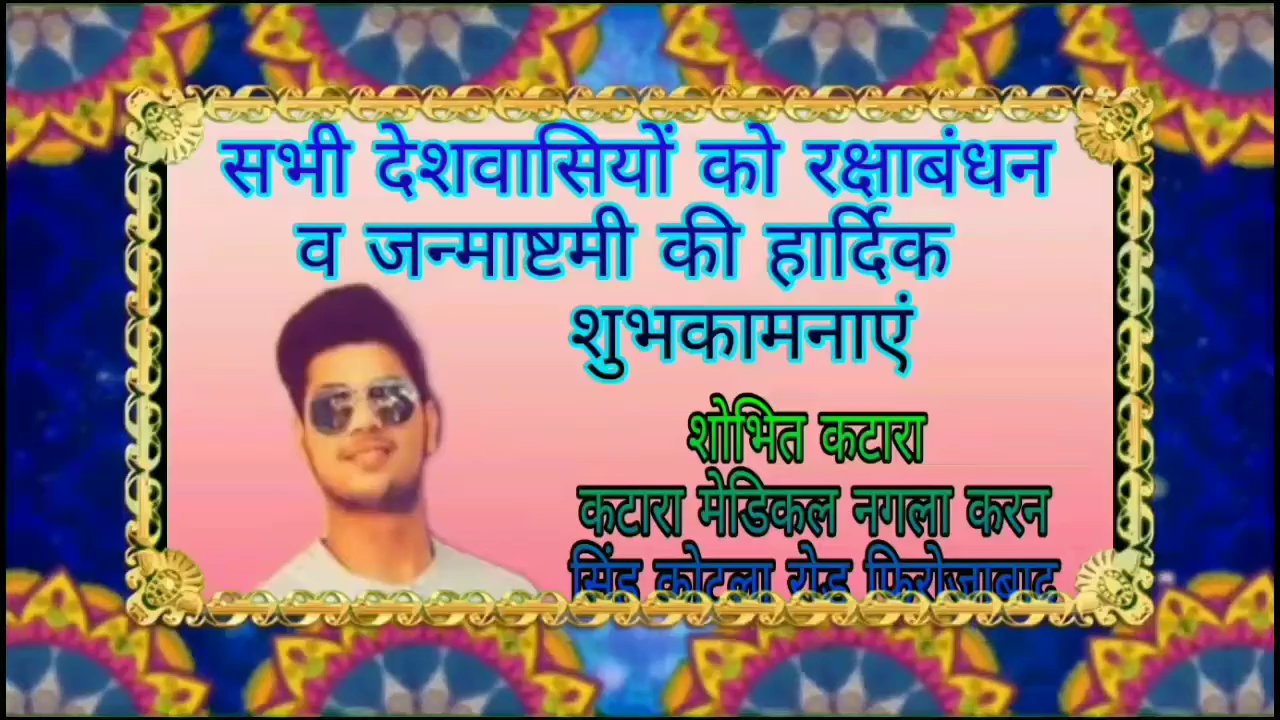 सभी देशवासियों को रक्षाबंधन
व जन्माष्टमी की हार्दिक
शुभकामनाएं
शोभित कटारा
कटारा मेडिकल नगला करन
सिंह कोटला रोड फिरोजाबाद